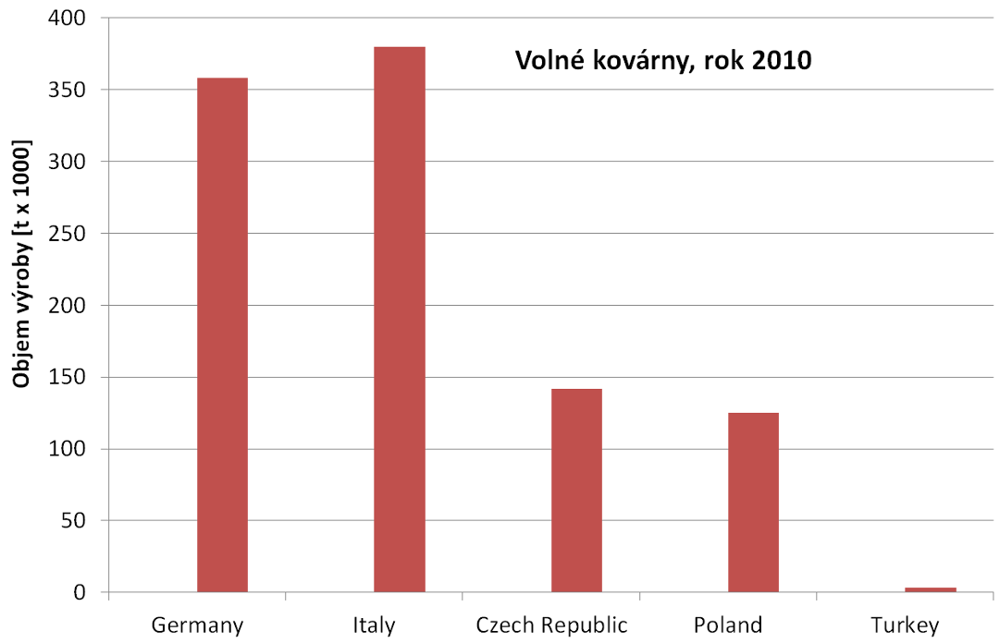 Volné kovárny, rok 2010
Objem výroby [t x 1000]
400
350
300
250
200
150
100
50
0
Germany
Italy
Czech Republic
Poland
Turkey